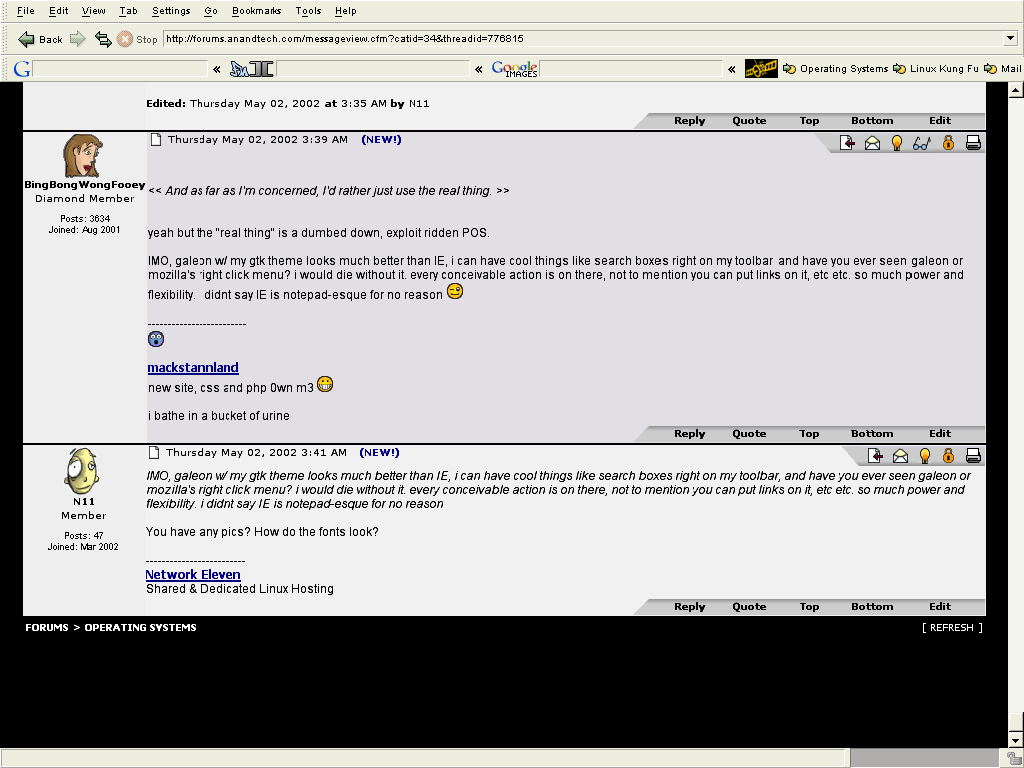 File Edit View Tab Settings Go Bookmarks Tools Help
Back Stop http://forums.anandtech.com/messageview.cfm?catid=34&threadid=776815
G « « Google IMAGES « Operating Systems Linux Kung Fu Mail
Edited: Thursday May 02, 2002 at 3:35 AM by N11
Reply Quote Top Bottom Edit
Thursday May 02, 2002 3:39 AM (NEW!)
BingBongWongFooey
Diamond Member
Posts: 3634
Joined: Aug 2001
<< And as far as I'm concerned, I'd rather just use the real thing. >>
yeah but the "real thing" is a dumbed down, exploit ridden POS.
IMO, galeon w/ my gtk theme looks much better than IE, i can have cool things like search boxes right on my toolbar, and have you ever seen galeon or
mozilla's right click menu? i would die without it. every conceivable action is on there, not to mention you can put links on it, etc etc. so much power and
flexibility. i didnt say IE is notepad-esque for no reason
-------------------------
mackstannland
new site, css and php 0wn m3
i bathe in a bucket of urine
Reply Quote Top Bottom Edit
Thursday May 02, 2002 3:41 AM (NEW!)
N11
Member
Posts: 47
Joined: Mar 2002
IMO, galeon w/ my gtk theme looks much better than IE, i can have cool things like search boxes right on my toolbar, and have you ever seen galeon or
mozilla's right click menu? i would die without it. every conceivable action is on there, not to mention you can put links on it, etc etc. so much power and
flexibility. i didnt say IE is notepad-esque for no reason
You have any pics? How do the fonts look?
-------------------------
Network Eleven
Shared & Dedicated Linux Hosting
Reply Quote Top Bottom Edit
FORUMS > OPERATING SYSTEMS [ REFRESH ]